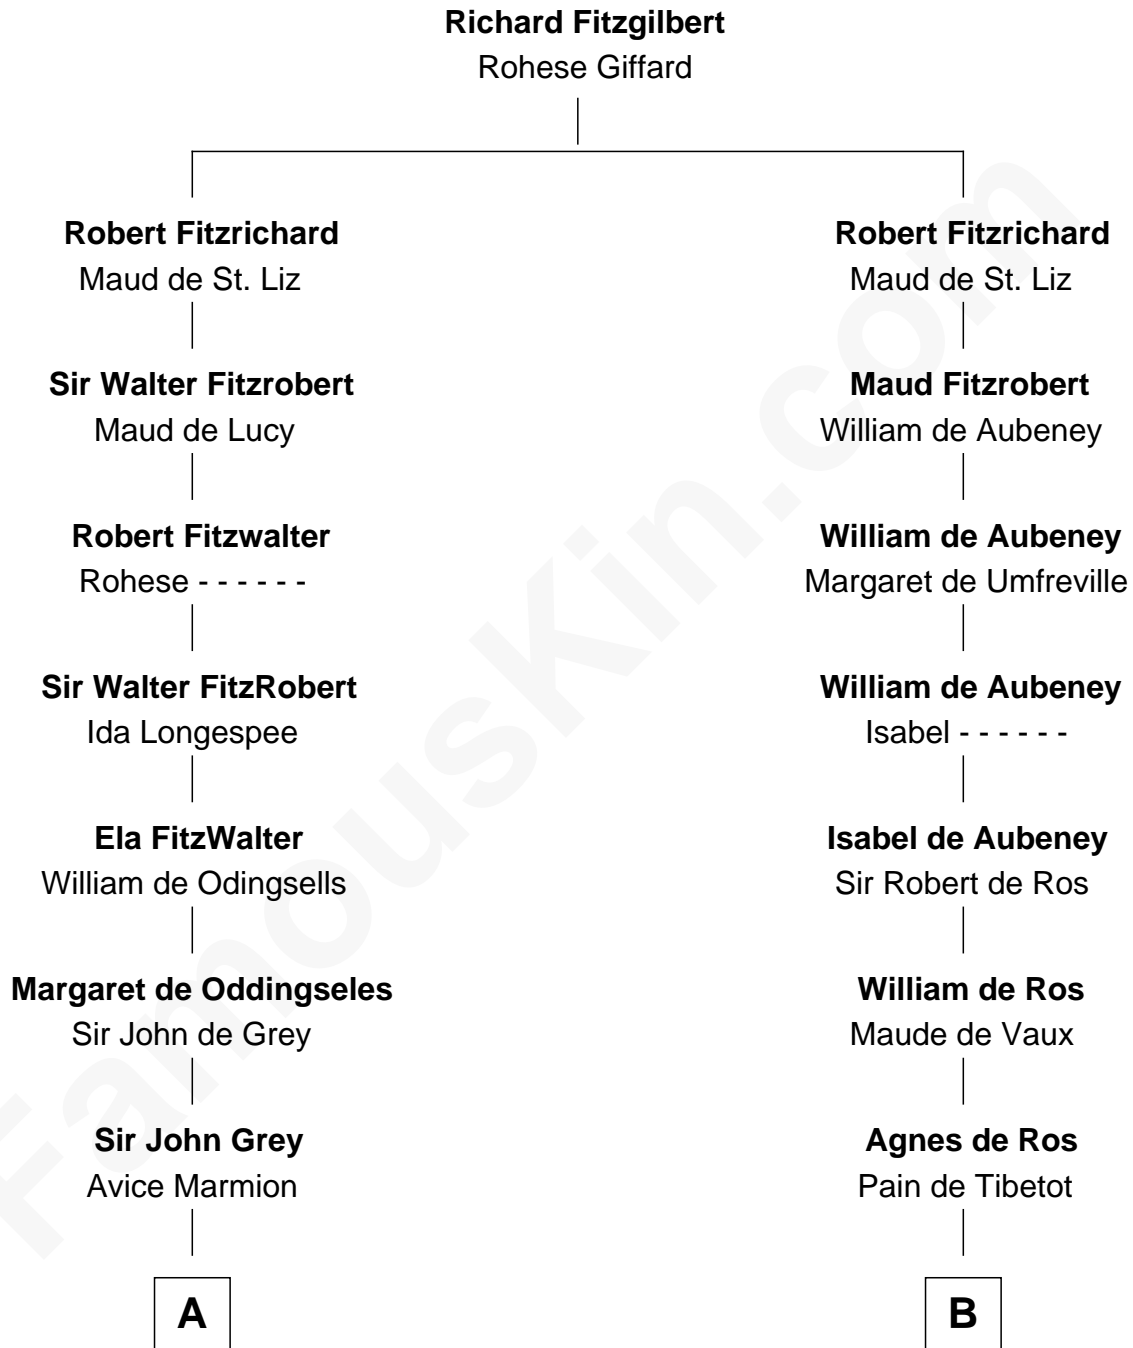 Richard Fitzgilbert
Rohese Giffard
Robert Fitzrichard
Maud de St. Liz
Robert Fitzrichard
Maud de St. Liz
Sir Walter Fitzrobert
Maud de Lucy
Maud Fitzrobert
William de Aubeney
Robert Fitzwalter
Rohese - - - - - -
William de Aubeney
Margaret de Umfreville
Sir Walter FitzRobert
Ida Longespee
William de Aubeney
Isabel - - - - - -
Ela FitzWalter
William de Odingsells
Isabel de Aubeney
Sir Robert de Ros
Margaret de Oddingseles
Sir John de Grey
William de Ros
Maude de Vaux
Sir John Grey
Avice Marmion
Agnes de Ros
Pain de Tibetot
A
B
FamousKin.com